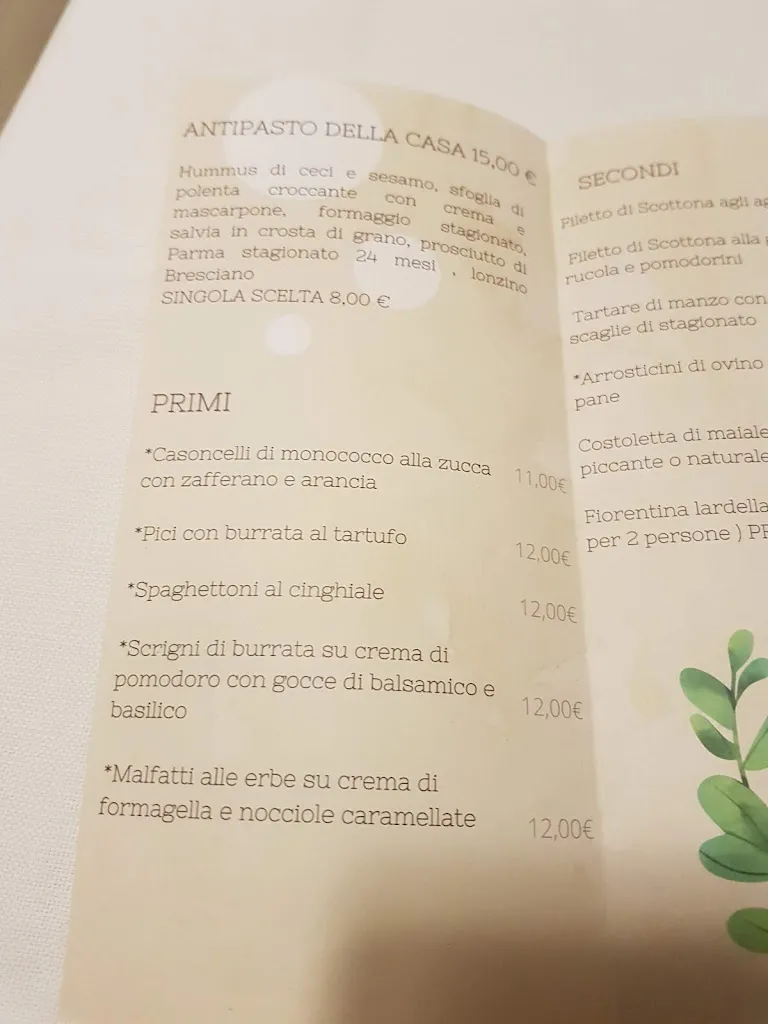 ANTIPASTO DELLA CASA 15,00 €
Hummus di ceci e sesamo, sfoglia di
polenta croccante con crema e
mascarpone, formaggio stagionato,
salvia in crosta di grano, prosciutto di
Parma stagionato 24 mesi , lonzino
Bresciano
SINGOLA SCELTA 8,00 €
PRIMI
*Casoncelli di monococco alla zucca
con zafferano e arancia 11,00€
*Pici con burrata al tartufo 12,00€
*Spaghettoni al cinghiale 12,00€
*Scrigni di burrata su crema di
pomodoro con gocce di balsamico e
basilico 12,00€
*Malfatti alle erbe su crema di
formagella e nocciole caramellate 12,00€
SECONDI
Filetto di Scottona agli
Filetto di Scottona alla
rucola e pomodorini
Tartare di manzo con
scaglie di stagionato
*Arrosticini di ovino
pane
Costoletta di maiale
piccante o naturale
Fiorentina lardella
per 2 persone )